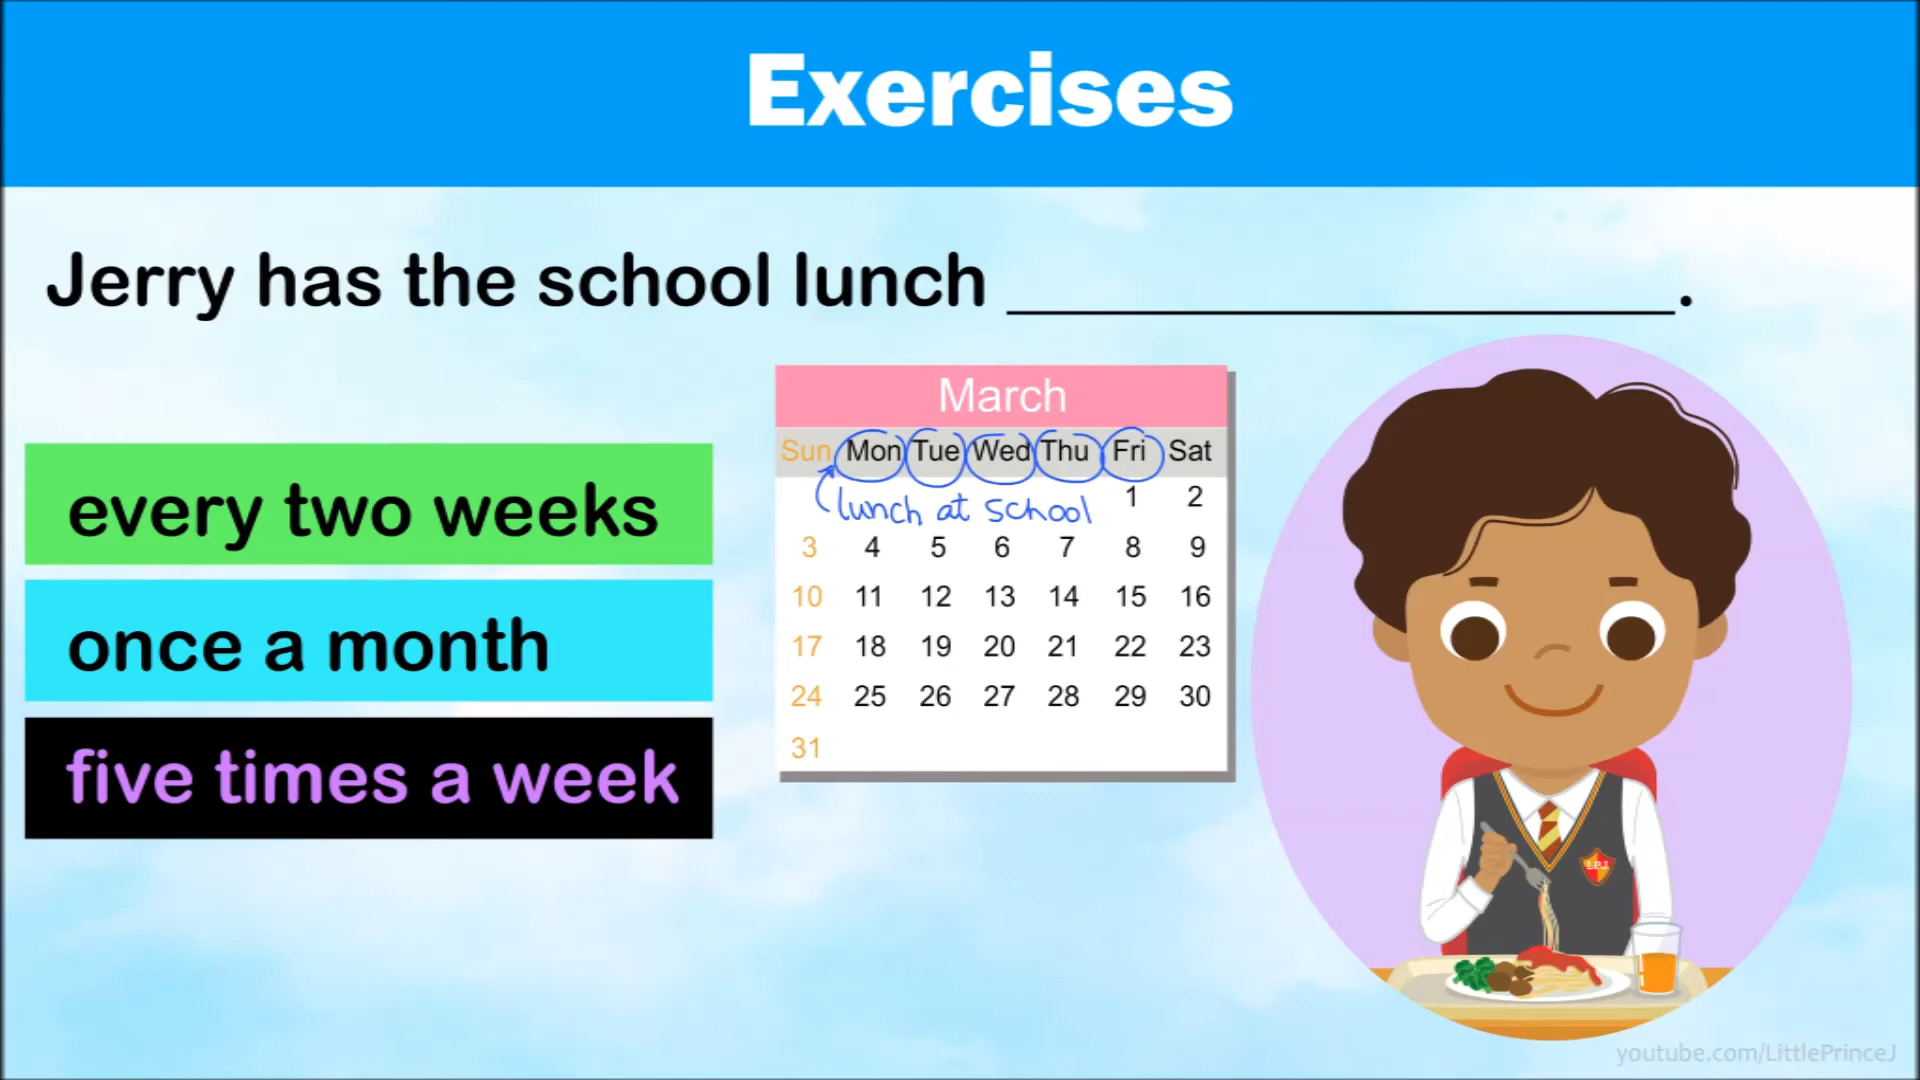 Exercises
Jerry has the school lunch ____________________.
every two weeks
once a month
five times a week
March
Sun Mon Tue Wed Thu Fri Sat
lunch at school
1 2
3 4 5 6 7 8 9
10 11 12 13 14 15 16
17 18 19 20 21 22 23
24 25 26 27 28 29 30
31
youtube.com/LittlePrinceJ